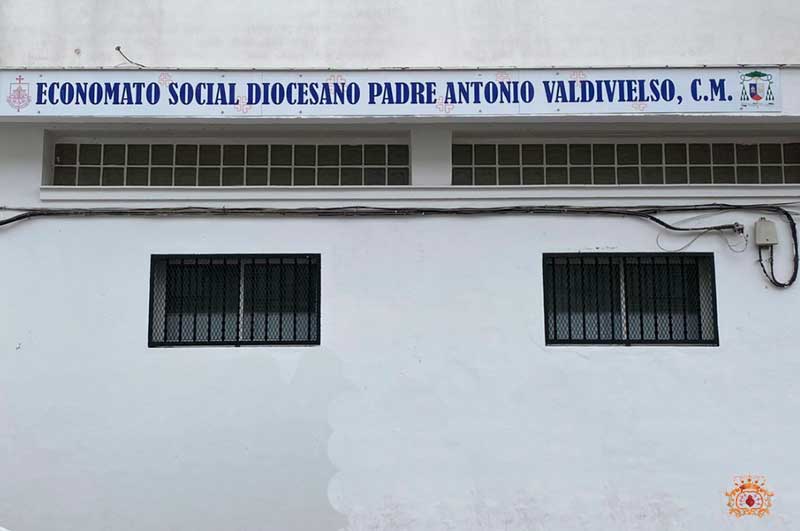 ECONOMATO SOCIAL DIOCESANO PADRE ANTONIO VALDIVIELSO, C.M.